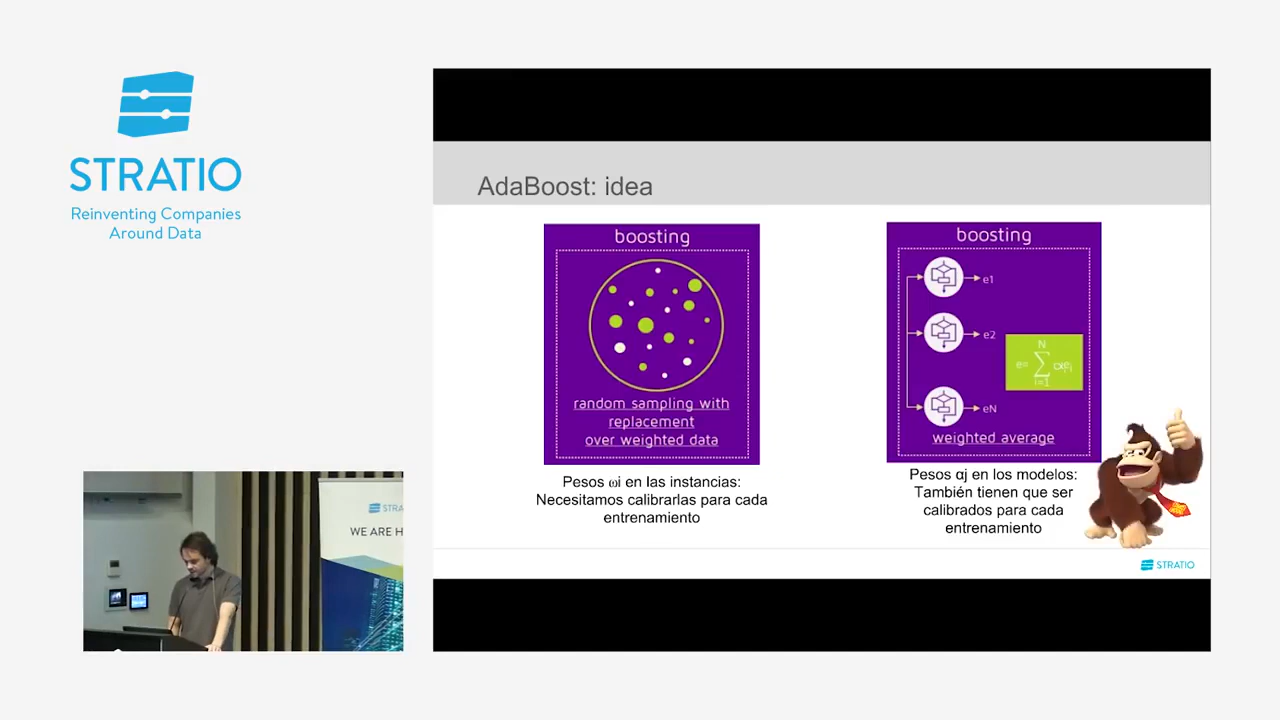 STRATIO
Reinventing Companies
Around Data
AdaBoost: idea
boosting
random sampling with
replacement
over weighted data
Pesos ωi en las instancias:
Necesitamos calibrarlas para cada
entrenamiento
boosting
e1
e2
eN
N
e=
∑
i=1
weighted average
Pesos αj en los modelos:
También tienen que ser
calibrados para cada
entrenamiento
STRATIO
STRA
WE ARE H